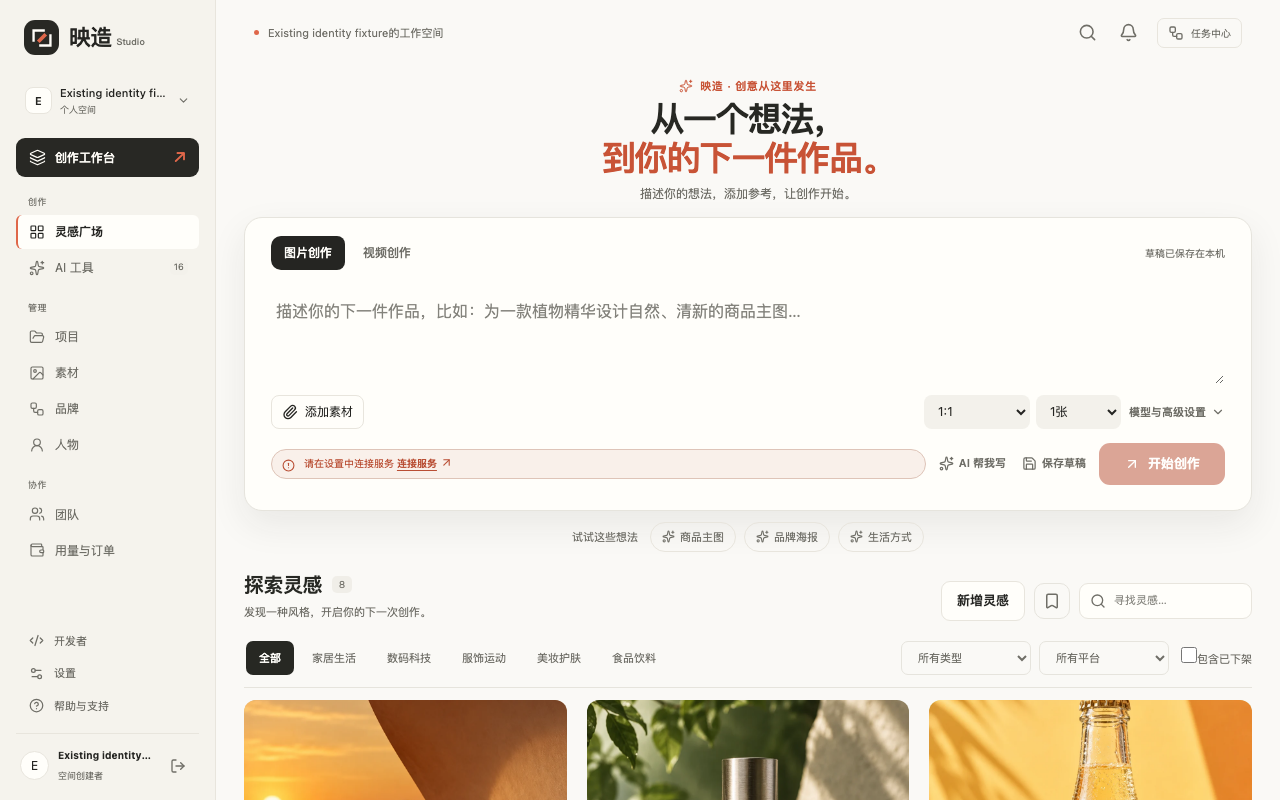 映造 Studio
E
Existing identity fi...
个人空间
创作工作台
创作
灵感广场
AI 工具
16
管理
项目
素材
品牌
人物
协作
团队
用量与订单
开发者
设置
帮助与支持
E
Existing identity...
空间创建者
Existing identity fixture的工作空间
任务中心
映造 · 创意从这里发生
从一个想法，
到你的下一件作品。
描述你的想法，添加参考，让创作开始。
图片创作
视频创作
草稿已保存在本机
描述你的下一件作品，比如：为一款植物精华设计自然、清新的商品主图...
添加素材
1:1
1张
模型与高级设置
请在设置中连接服务 连接服务
AI 帮我写
保存草稿
开始创作
试试这些想法
商品主图
品牌海报
生活方式
探索灵感 8
发现一种风格，开启你的下一次创作。
新增灵感
寻找灵感...
全部
家居生活
数码科技
服饰运动
美妆护肤
食品饮料
所有类型
所有平台
包含已下架